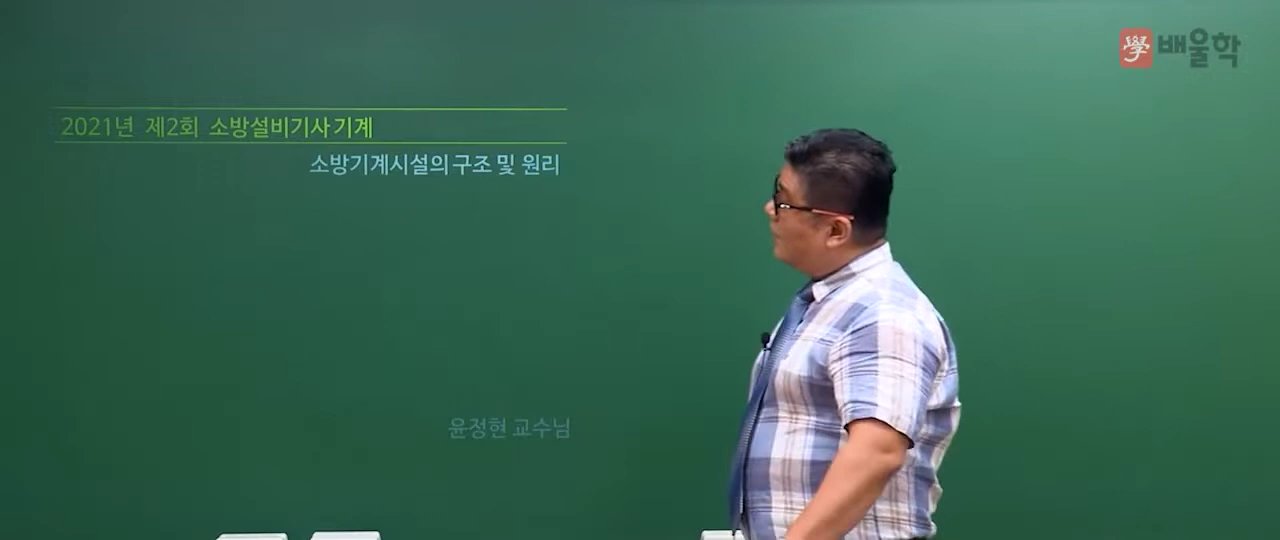 學 배울학
2021년 제2회 소방설비기사 기계
소방기계시설의 구조 및 원리
윤정현 교수님